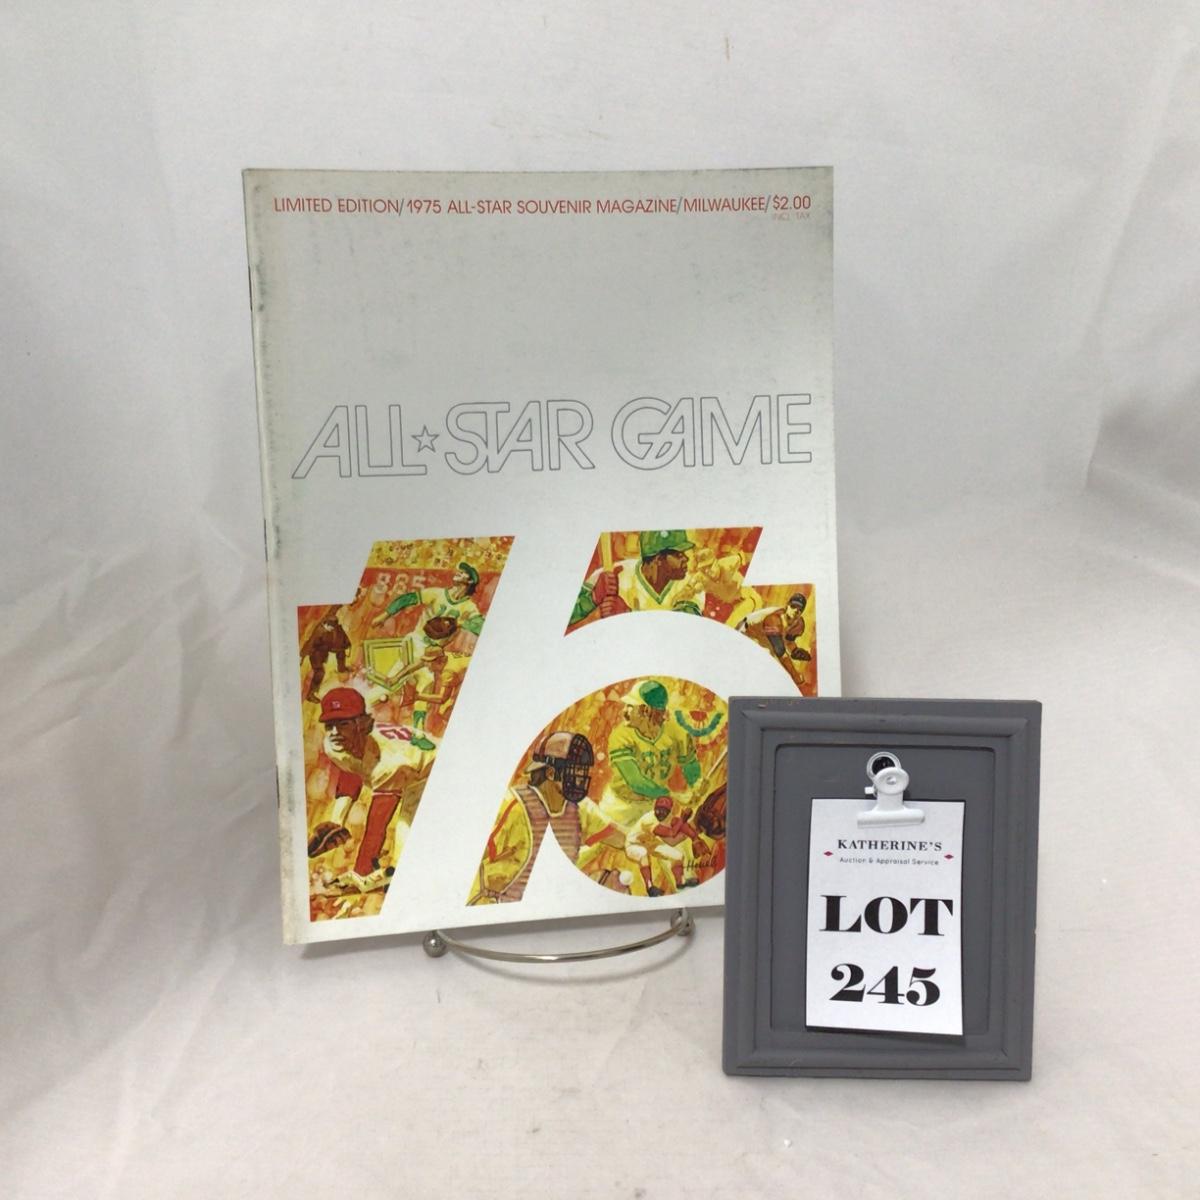 LIMITED EDITION/1975 ALL-STAR SOUVENIR MAGAZINE/MILWAUKEE/$2.00
INCL. TAX
ALL★STAR GAME
75
KATHERINE'S
Auction & Appraisal Service
LOT
245